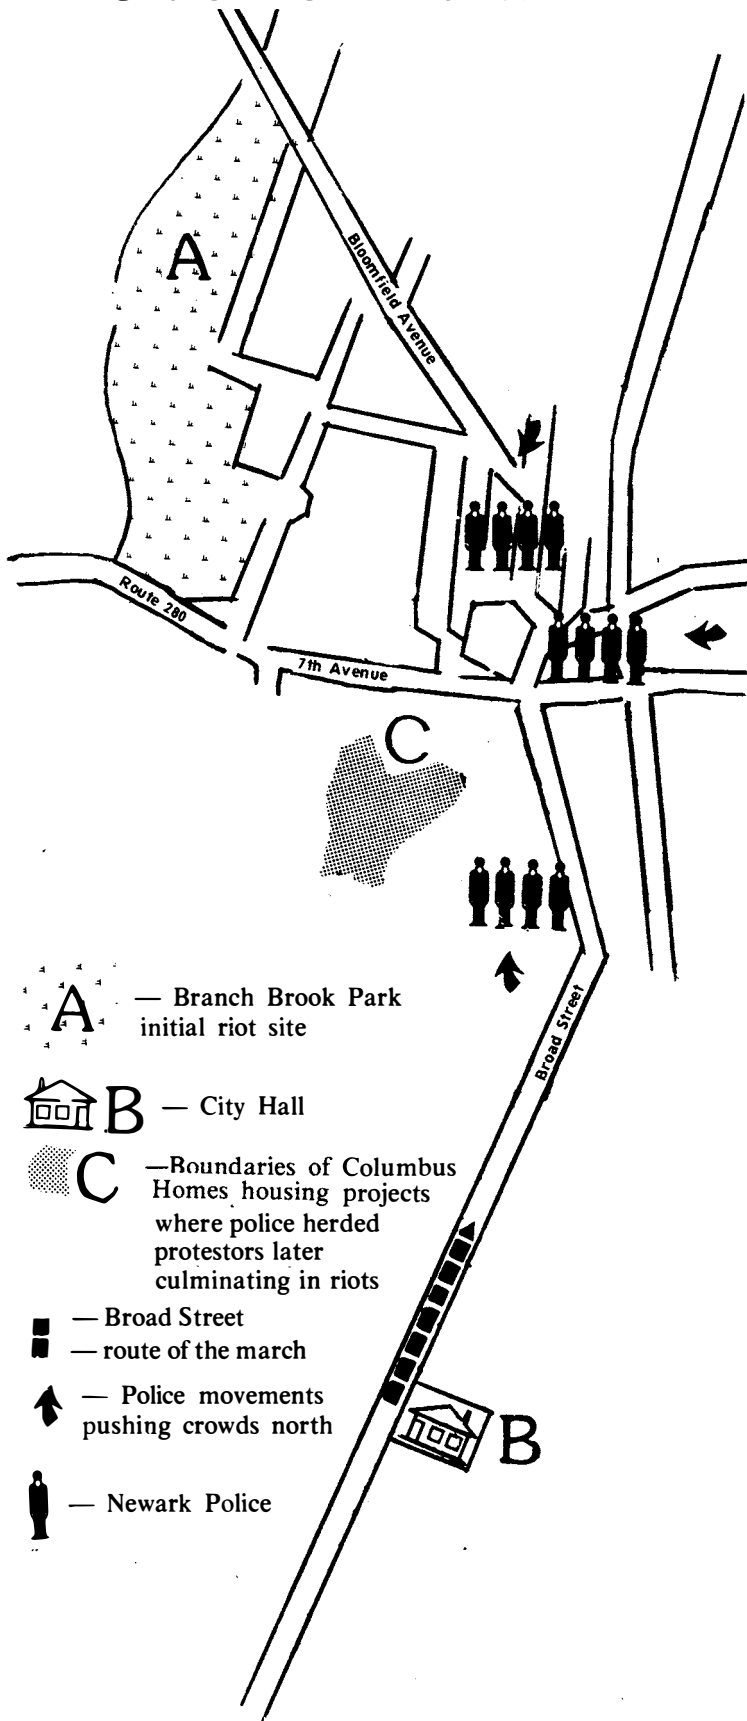 A
Bloomfield Avenue
Route 280
7th Avenue
C
Broad Street
A — Branch Brook Park
initial riot site
B — City Hall
C —Boundaries of Columbus
Homes housing projects
where police herded
protestors later
culminating in riots
— Broad Street
— route of the march
— Police movements
pushing crowds north
B
— Newark Police